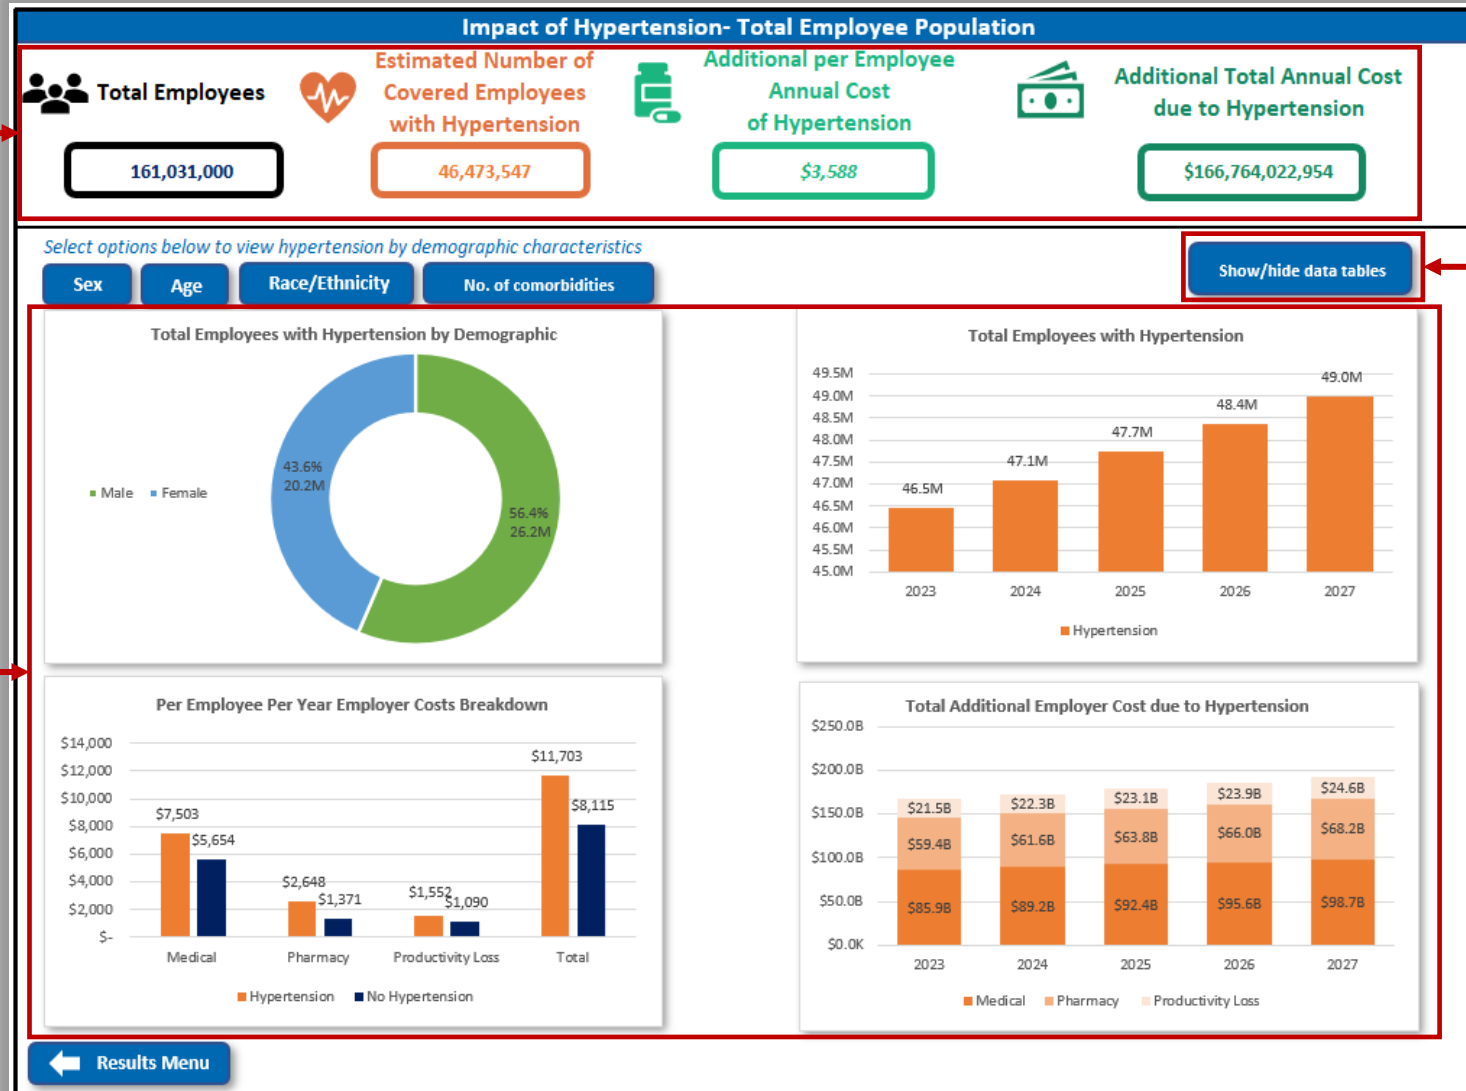 Impact of Hypertension- Total Employee Population
Total Employees
161,031,000
Estimated Number of
Covered Employees
with Hypertension
46,473,547
Additional per Employee
Annual Cost
of Hypertension
$3,588
Additional Total Annual Cost
due to Hypertension
$166,764,022,954
Select options below to view hypertension by demographic characteristics
Sex
Age
Race/Ethnicity
No. of comorbidities
Show/hide data tables
Total Employees with Hypertension by Demographic
Male
Female
43.6%
20.2M
56.4%
26.2M
Total Employees with Hypertension
49.5M
49.0M
48.5M
48.0M
47.5M
47.0M
46.5M
46.0M
45.5M
45.0M
46.5M
47.1M
47.7M
48.4M
49.0M
2023
2024
2025
2026
2027
Hypertension
Per Employee Per Year Employer Costs Breakdown
$14,000
$12,000
$10,000
$8,000
$6,000
$4,000
$2,000
$-
$7,503
$5,654
$2,648
$1,371
$1,552
$1,090
$11,703
$8,115
Medical
Pharmacy
Productivity Loss
Total
Hypertension
No Hypertension
Total Additional Employer Cost due to Hypertension
$250.0B
$200.0B
$150.0B
$100.0B
$50.0B
$0.0K
$21.5B
$22.3B
$23.1B
$23.9B
$24.6B
$59.4B
$61.6B
$63.8B
$66.0B
$68.2B
$85.9B
$89.2B
$92.4B
$95.6B
$98.7B
2023
2024
2025
2026
2027
Medical
Pharmacy
Productivity Loss
Results Menu